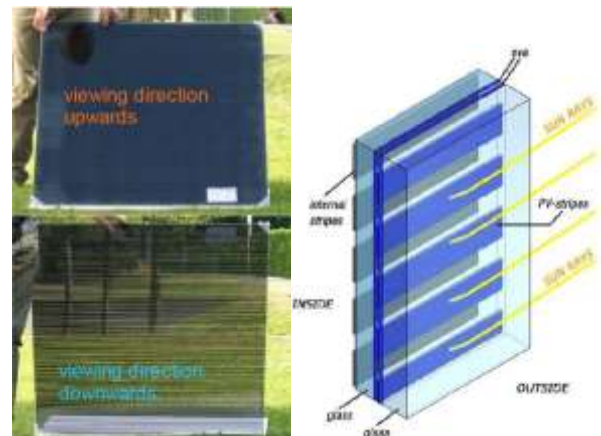 viewing direction
upwards
viewing direction
downwards
eva
SUN RAYS
internal
stripes
PV-stripes
SUN RAYS
INSIDE
OUTSIDE
glass
glass